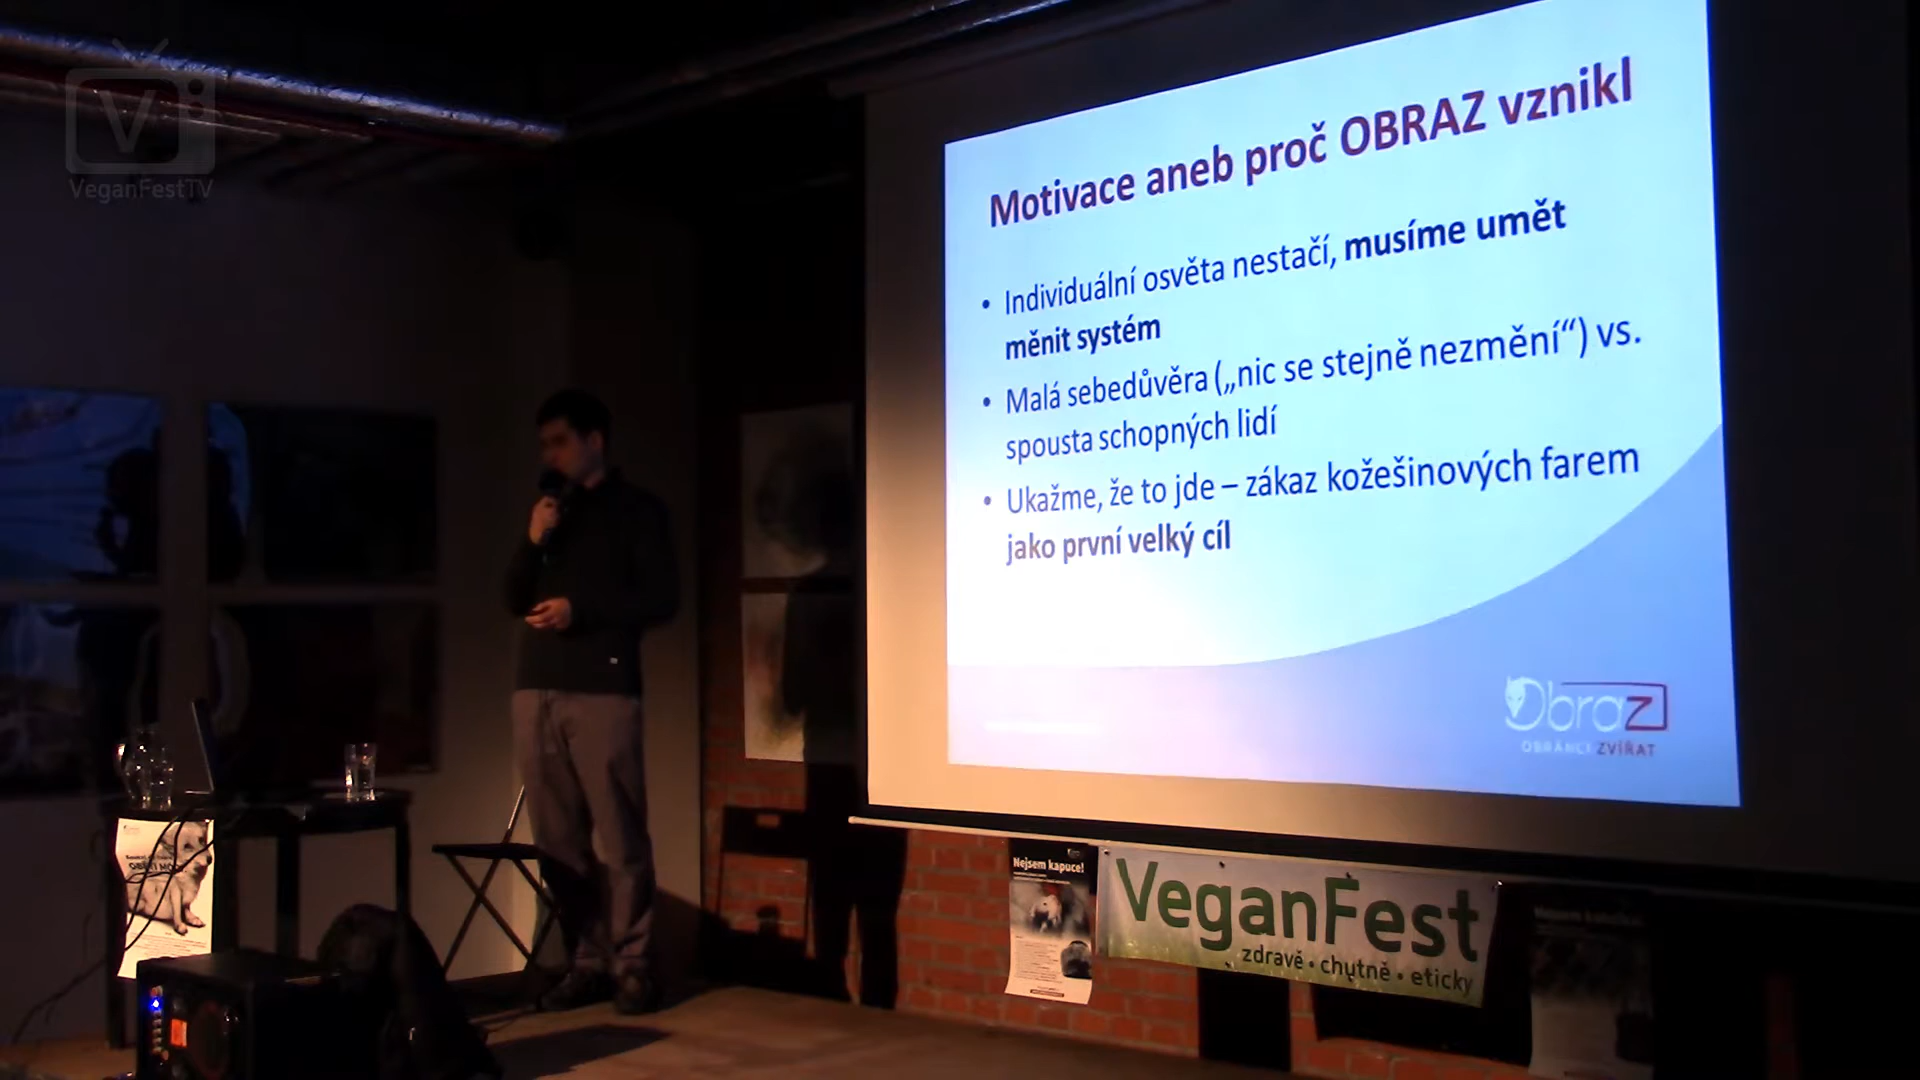 VeganFestTV
Motivace aneb proč OBRAZ vznikl
• Individuální osvěta nestačí, musíme umět
měnit systém
• Malá sebedůvěra („nic se stejně nezmění“) vs.
spousta schopných lidí
• Ukažme, že to jde – zákaz kožešinových farem
jako první velký cíl
Obraz
OBRÁNCI ZVÍŘAT
Nejsem kapuce!
VeganFest
zdravě • chutně • eticky